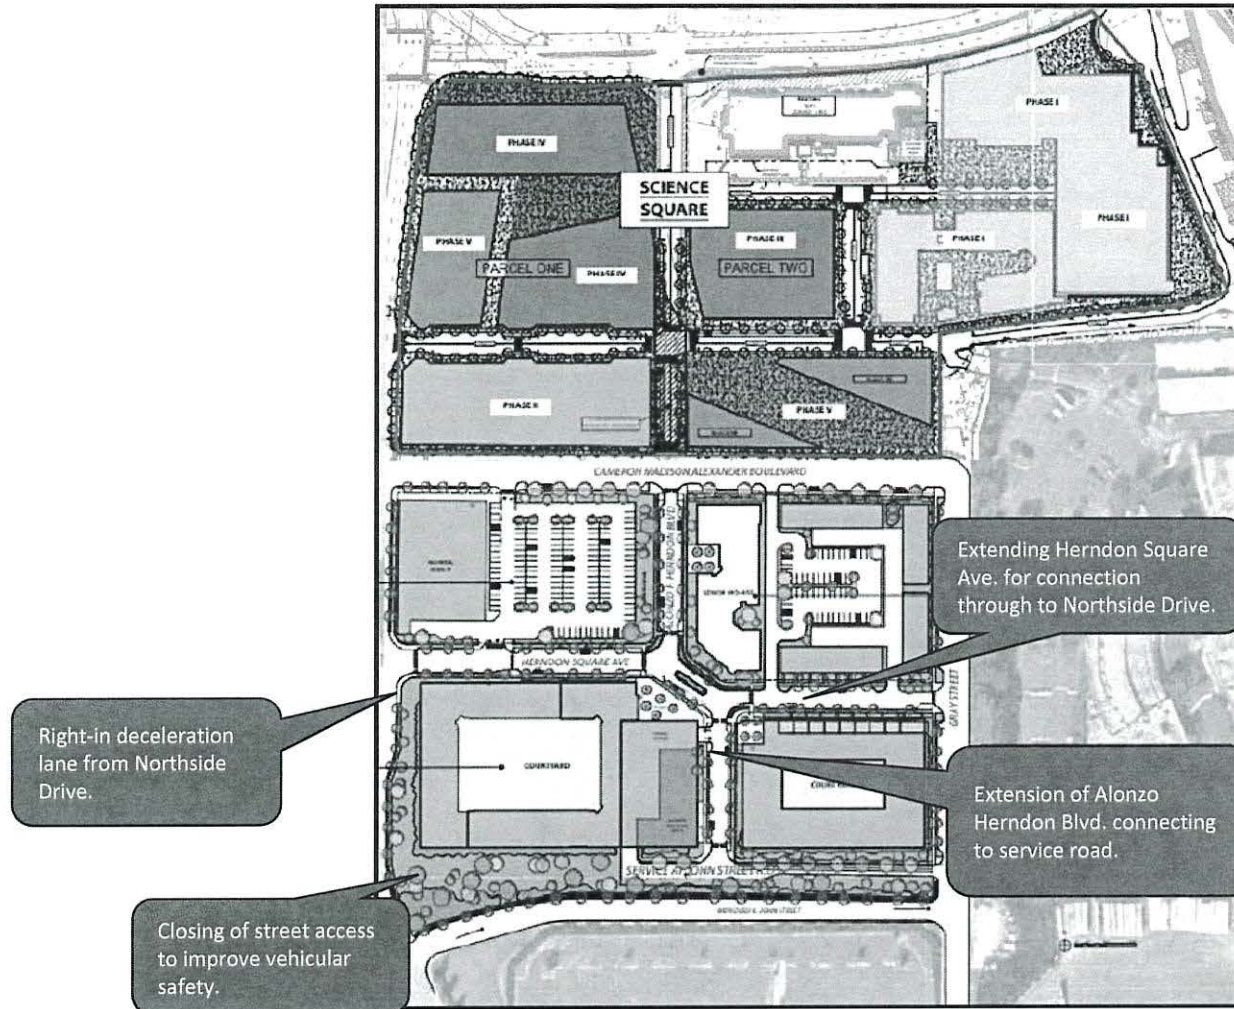 PHASE I
PHASE IV
SCIENCE
SQUARE
PHASE I
PHASE V
PHASE III
PHASE I
PARCEL ONE
PHASE IV
PARCEL TWO
PHASE II
PHASE V
CAMERON MADISON ALEXANDER BOULEVARD
ALONZO F. HERNDON BLVD
Extending Herndon Square
Ave. for connection
through to Northside Drive.
HERNDON SQUARE AVE
GRAY STREET
Right-in deceleration
lane from Northside
Drive.
COURTYARD
Extension of Alonzo
Herndon Blvd. connecting
to service road.
Closing of street access
to improve vehicular
safety.